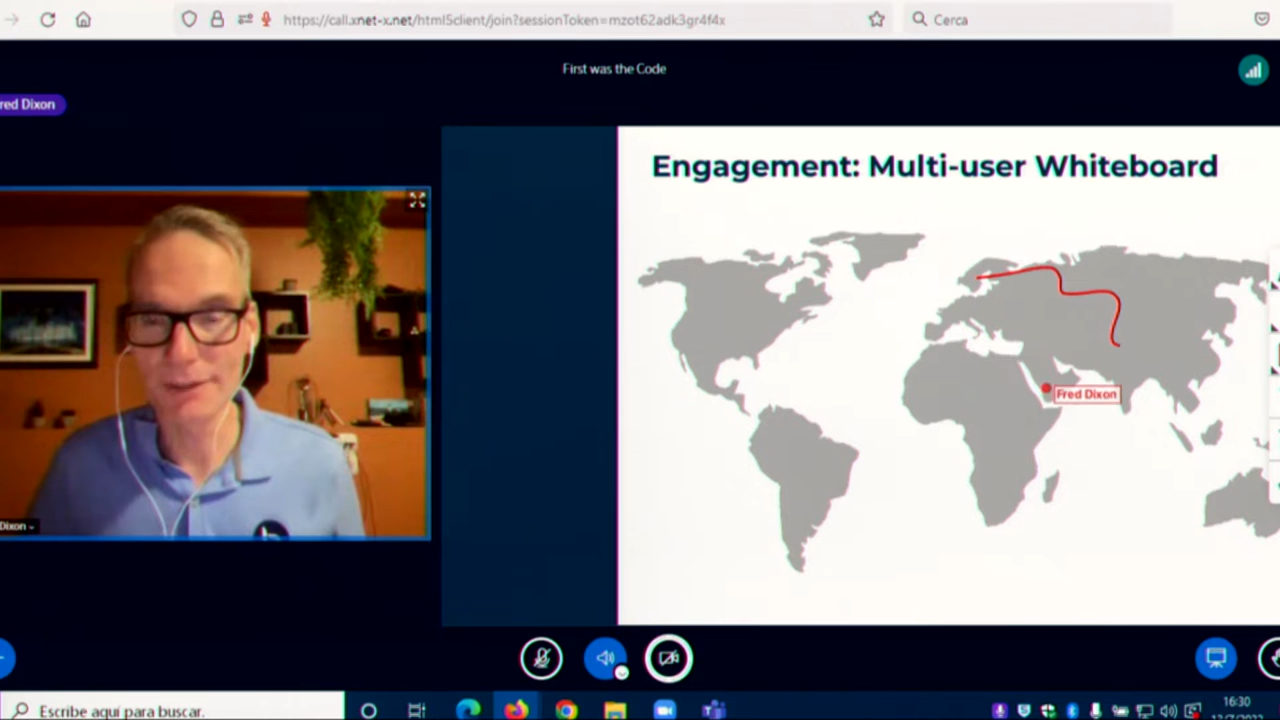 https://call.xnet-x.net/html5client/join?sessionToken=mzot62adk3gr4f4x
Cerca
First was the Code
red Dixon
Engagement: Multi-user Whiteboard
Fred Dixon
Dixon
Escribe aquí para buscar.
16:30